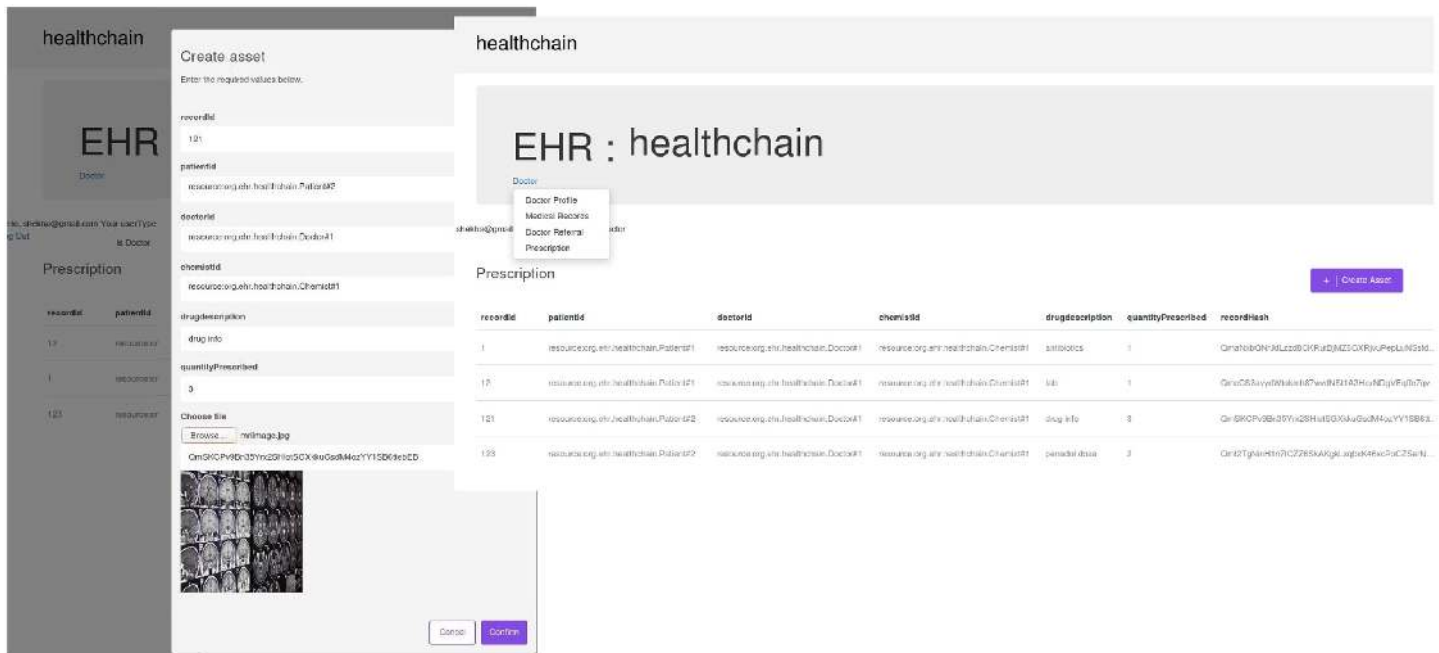 healthchain
EHR
Doctor
Your userType
is Doctor
Prescription
recordId patientId
12
1
123
Create asset
Enter the required values below.
recordId
121
patientId
resource:org.ehr.healthchain.Patient#2
doctorId
resource:org.ehr.healthchain.Doctor#1
chemistId
resource:org.ehr.healthchain.Chemist#1
drugdescription
drug info
quantityPrescribed
3
Choose file
Browse... mriimage.jpg
Cancel Confirm
healthchain
EHR : healthchain
Doctor
Doctor Profile
Medical Records
Doctor Referral
Prescription
Prescription
+ | Create Asset
recordId patientId doctorId chemistId drugdescription quantityPrescribed recordHash
1 resource:org.ehr.healthchain.Patient#1 resource:org.ehr.healthchain.Doctor#1 resource:org.ehr.healthchain.Chemist#1 antibiotics 1
12 resource:org.ehr.healthchain.Patient#1 resource:org.ehr.healthchain.Doctor#1 resource:org.ehr.healthchain.Chemist#1 1
121 resource:org.ehr.healthchain.Patient#2 resource:org.ehr.healthchain.Doctor#1 resource:org.ehr.healthchain.Chemist#1 drug info 3
123 resource:org.ehr.healthchain.Patient#2 resource:org.ehr.healthchain.Doctor#1 resource:org.ehr.healthchain.Chemist#1 2